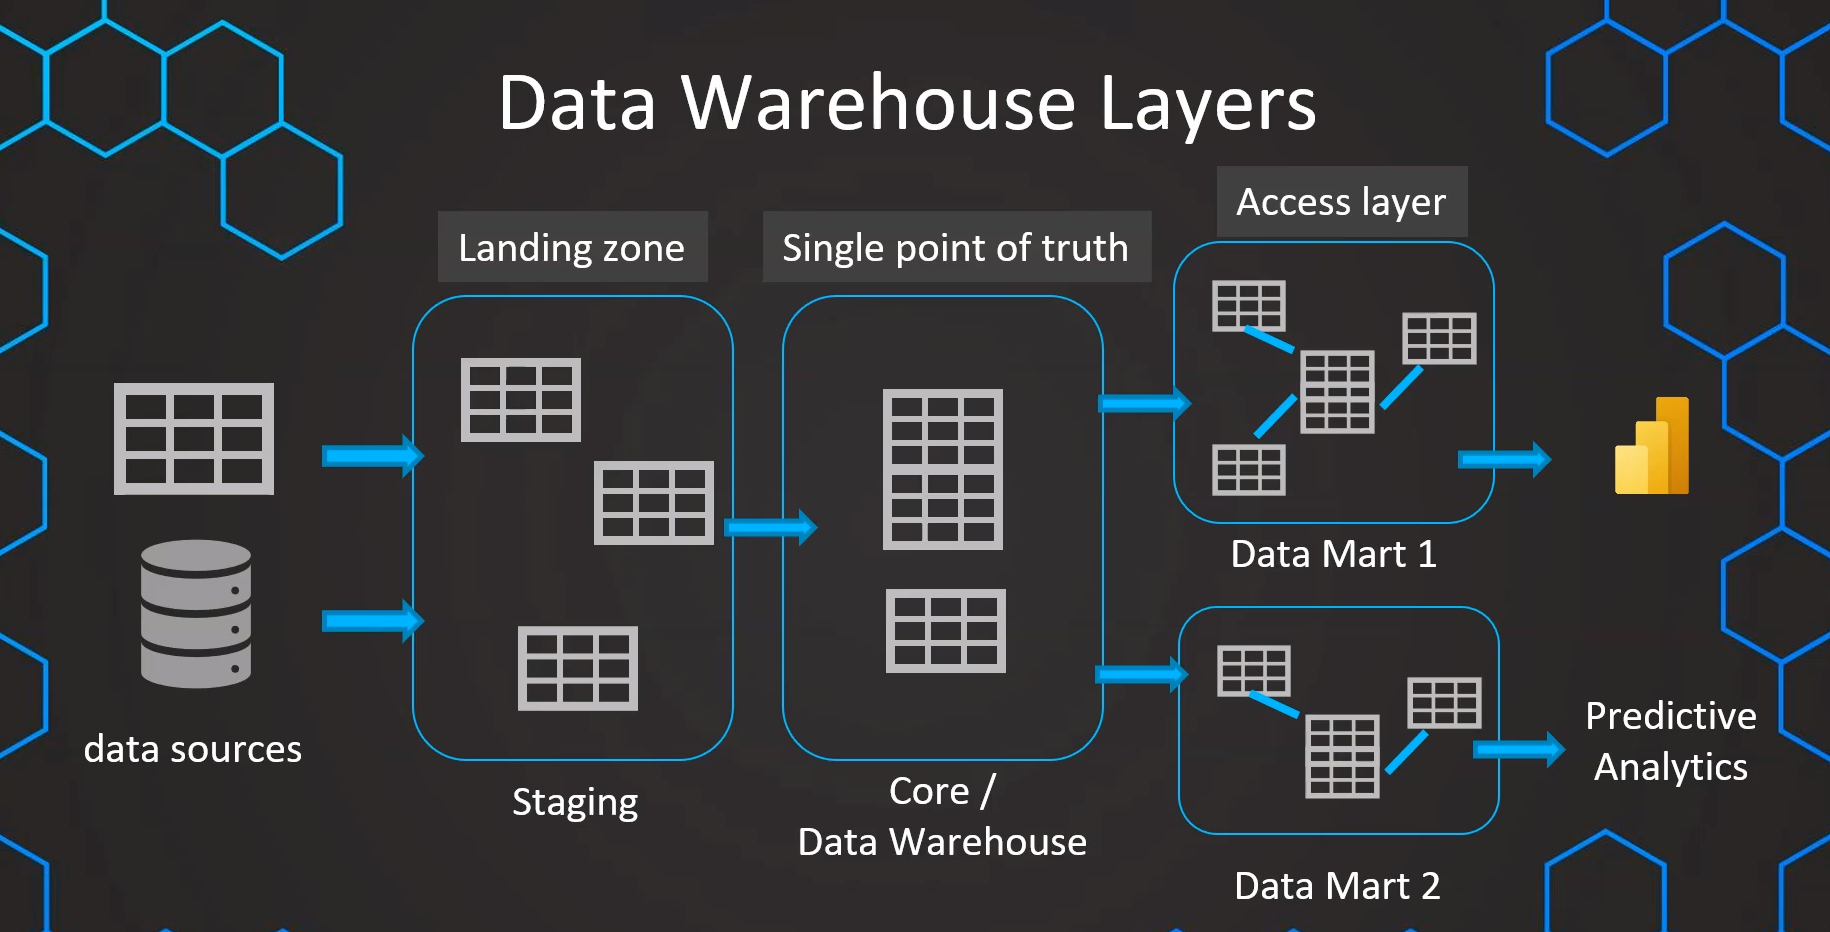 Data Warehouse Layers
Landing zone
Single point of truth
Access layer
data sources
Staging
Core /
Data Warehouse
Data Mart 1
Data Mart 2
Predictive
Analytics